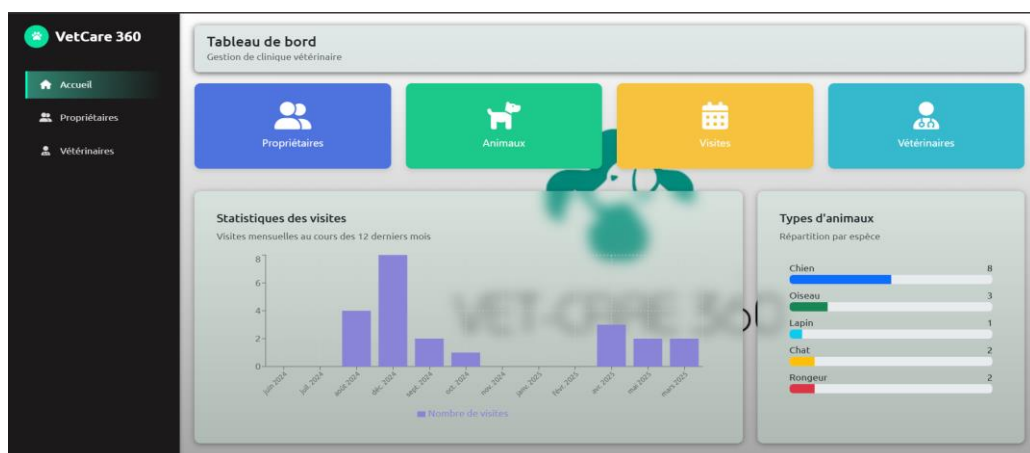 VetCare 360
Accueil
Propriétaires
Vétérinaires
Tableau de bord
Gestion de clinique vétérinaire
Propriétaires
Animaux
Visites
Vétérinaires
Statistiques des visites
Visites mensuelles au cours des 12 derniers mois
8
6
4
2
0
juin 2024
juil. 2024
août 2024
déc. 2024
sept. 2024
oct. 2024
nov. 2024
janv. 2025
févr. 2025
avr. 2025
mai 2025
mars 2025
Nombre de visites
VET-CARE 360
Types d'animaux
Répartition par espèce
Chien 8
Oiseau 3
Lapin 1
Chat 2
Rongeur 2